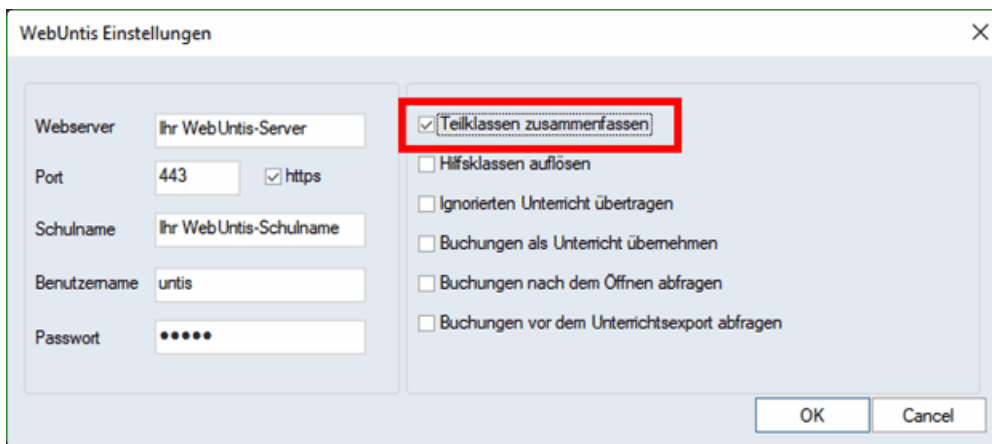 WebUntis Einstellungen
Webserver
Ihr WebUntis-Server
Port
443
https
Schulname
Ihr WebUntis-Schulname
Benutzername
untis
Passwort
•••••
Teilklassen zusammenfassen
Hilfsklassen auflösen
Ignorierten Unterricht übertragen
Buchungen als Unterricht übernehmen
Buchungen nach dem Öffnen abfragen
Buchungen vor dem Unterrichtsexport abfragen
OK
Cancel